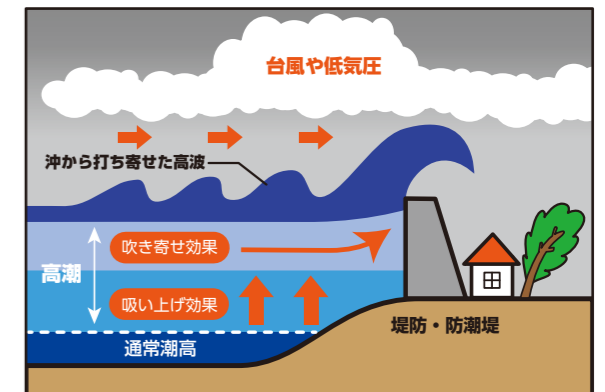 台風や低気圧
沖から打ち寄せた高波
吹き寄せ効果
高潮
吸い上げ効果
堤防・防潮堤
通常潮高